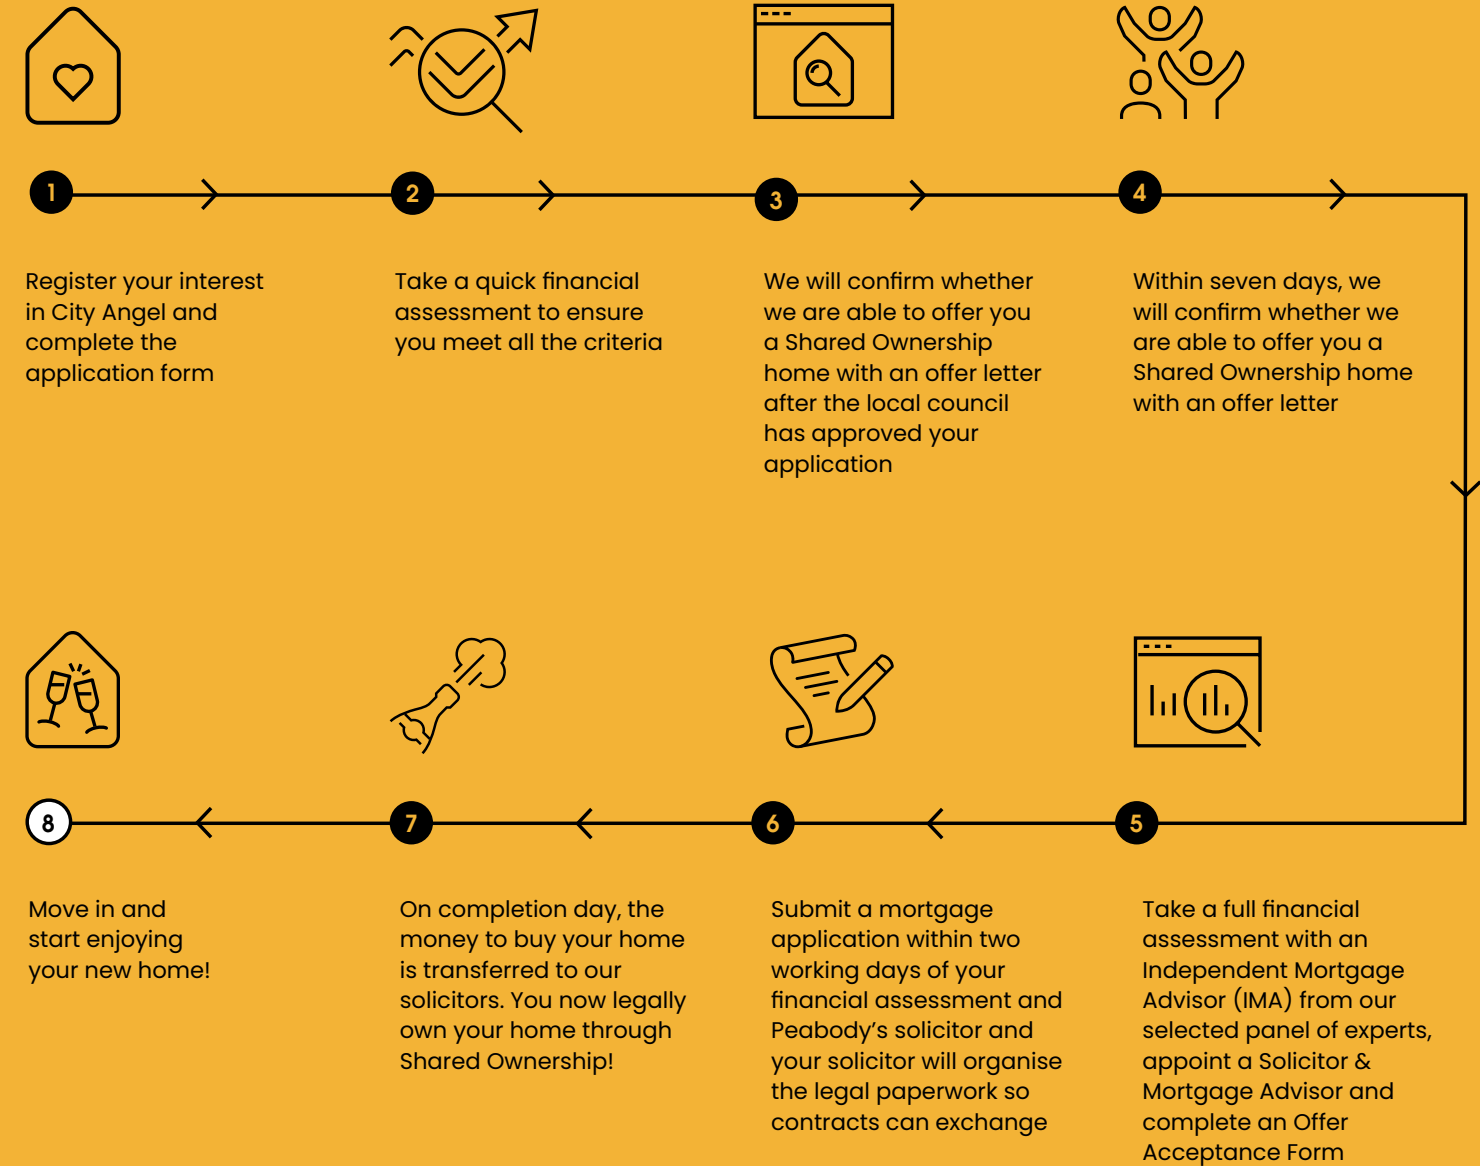 1
Register your interest
in City Angel and
complete the
application form
2
Take a quick financial
assessment to ensure
you meet all the criteria
3
We will confirm whether
we are able to offer you
a Shared Ownership
home with an offer letter
after the local council
has approved your
application
4
Within seven days, we
will confirm whether we
are able to offer you a
Shared Ownership home
with an offer letter
5
Take a full financial
assessment with an
Independent Mortgage
Advisor (IMA) from our
selected panel of experts,
appoint a Solicitor &
Mortgage Advisor and
complete an Offer
Acceptance Form
6
Submit a mortgage
application within two
working days of your
financial assessment and
Peabody's solicitor and
your solicitor will organise
the legal paperwork so
contracts can exchange
7
On completion day, the
money to buy your home
is transferred to our
solicitors. You now legally
own your home through
Shared Ownership!
8
Move in and
start enjoying
your new home!